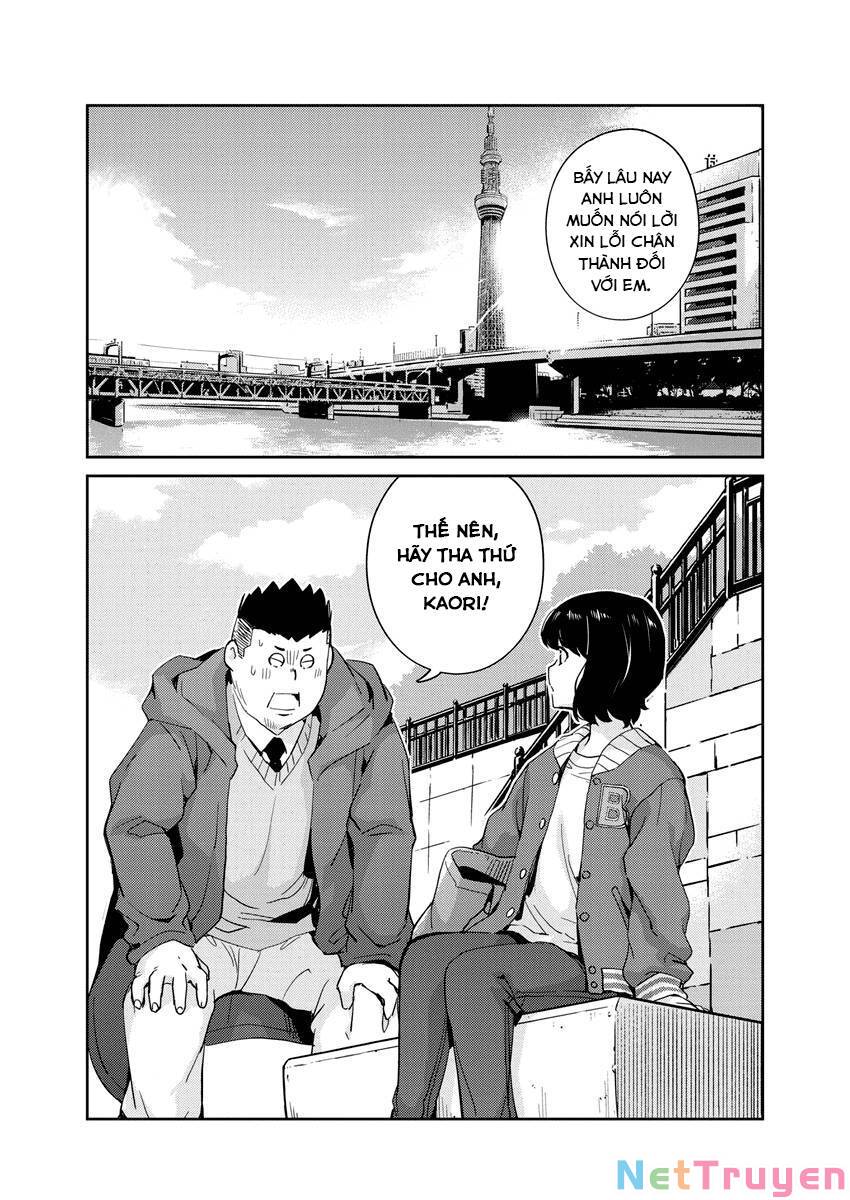 BẤY LÂU NAY
ANH LUÔN
MUỐN NÓI LỜI
XIN LỖI CHÂN
THÀNH ĐỐI
VỚI EM.
THẾ NÊN,
HÃY THA THỨ
CHO ANH,
KAORI!
B
NetTruyen